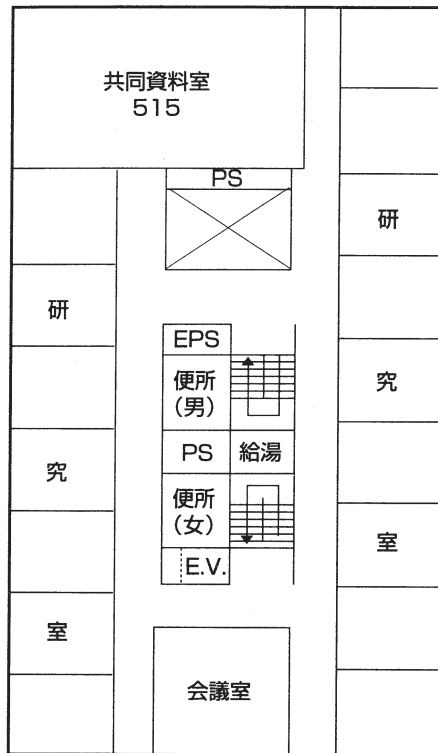 共同資料室
515
PS
研
研
EPS
便所
(男)
究
PS
給湯
究
便所
(女)
室
E.V.
室
会議室